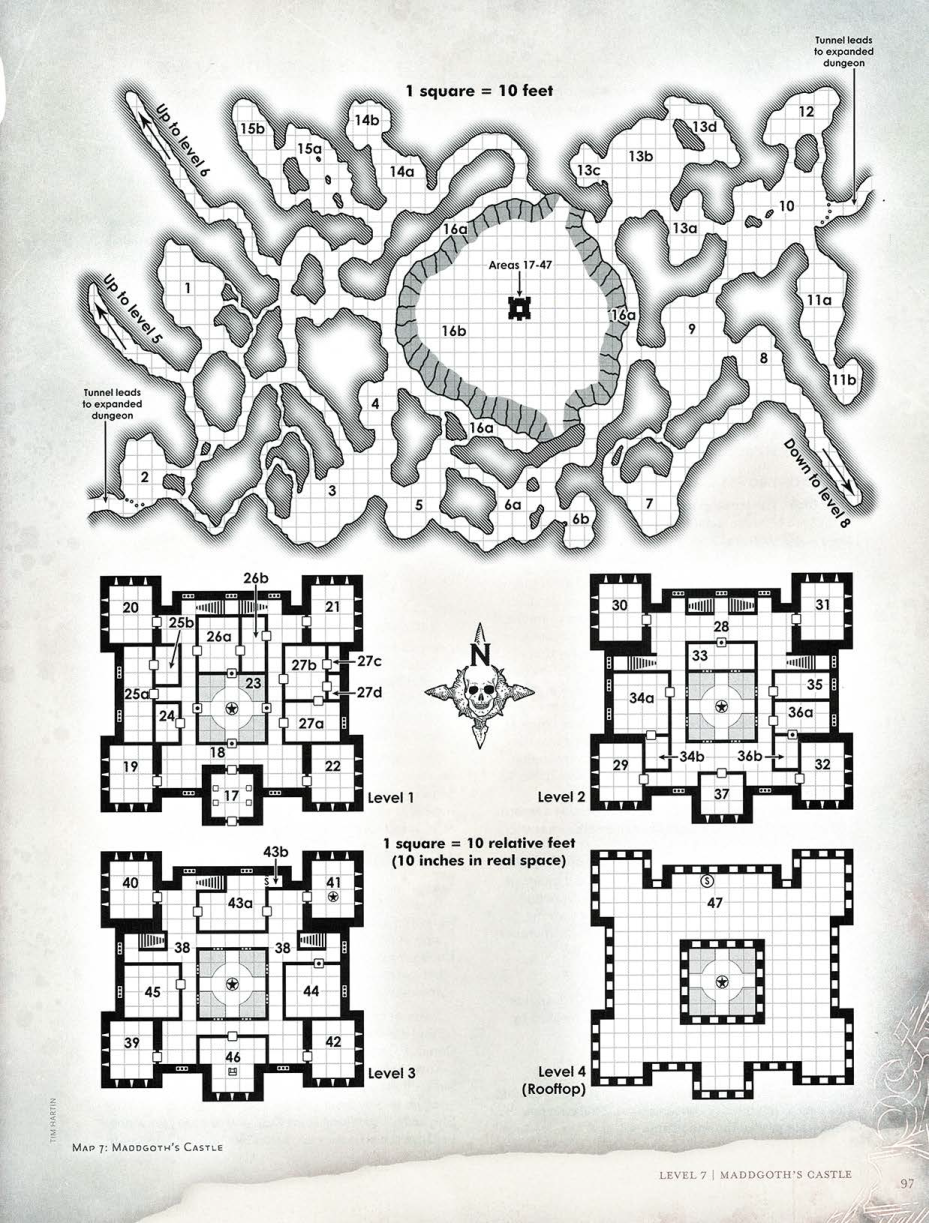 Tunnel leads
to expanded
dungeon
1 square = 10 feet
Up to level 6
15b
14b
15a
14a
13d
13b
13c
12
10
13a
16a
Areas 17-47
1
Up to level 5
16b
16a
9
11a
8
11b
Tunnel leads
to expanded
dungeon
4
16a
2
3
5
6a
6b
7
Down to level 8
26b
20
21
25b
26a
27b
27c
25a
23
27d
24
27a
18
19
22
17
Level 1
N
30
31
28
33
34a
35
36a
29
34b
36b
32
37
Level 2
1 square = 10 relative feet
(10 inches in real space)
43b
40
S
41
43a
38
38
45
44
39
42
46
Level 3
S
47
Level 4
(Rooftop)
TIM HARTIN
MAP 7: MADDGOTH'S CASTLE
LEVEL 7 | MADDGOTH'S CASTLE
97